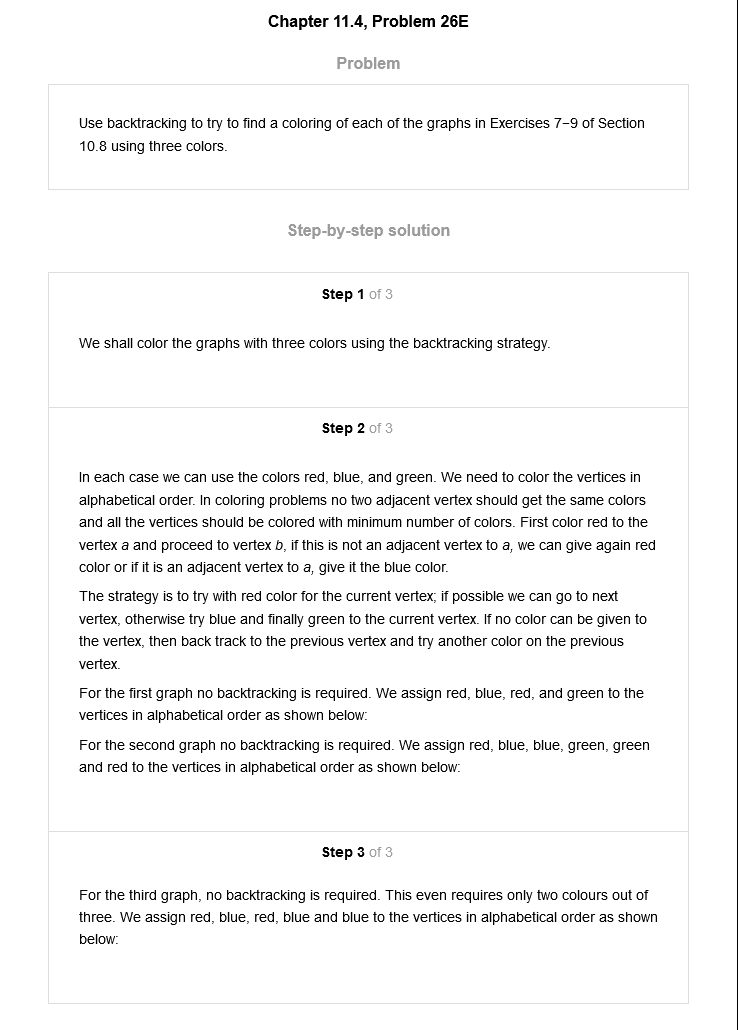 Chapter 11.4, Problem 26E
Problem
Use backtracking to try to find a coloring of each of the graphs in Exercises 7–9 of Section
10.8 using three colors.
Step-by-step solution
Step 1 of 3
We shall color the graphs with three colors using the backtracking strategy.
Step 2 of 3
In each case we can use the colors red, blue, and green. We need to color the vertices in
alphabetical order. In coloring problems no two adjacent vertex should get the same colors
and all the vertices should be colored with minimum number of colors. First color red to the
vertex a and proceed to vertex b, if this is not an adjacent vertex to a, we can give again red
color or if it is an adjacent vertex to a, give it the blue color.
The strategy is to try with red color for the current vertex; if possible we can go to next
vertex, otherwise try blue and finally green to the current vertex. If no color can be given to
the vertex, then back track to the previous vertex and try another color on the previous
vertex.
For the first graph no backtracking is required. We assign red, blue, red, and green to the
vertices in alphabetical order as shown below:
For the second graph no backtracking is required. We assign red, blue, blue, green, green
and red to the vertices in alphabetical order as shown below:
Step 3 of 3
For the third graph, no backtracking is required. This even requires only two colours out of
three. We assign red, blue, red, blue and blue to the vertices in alphabetical order as shown
below: